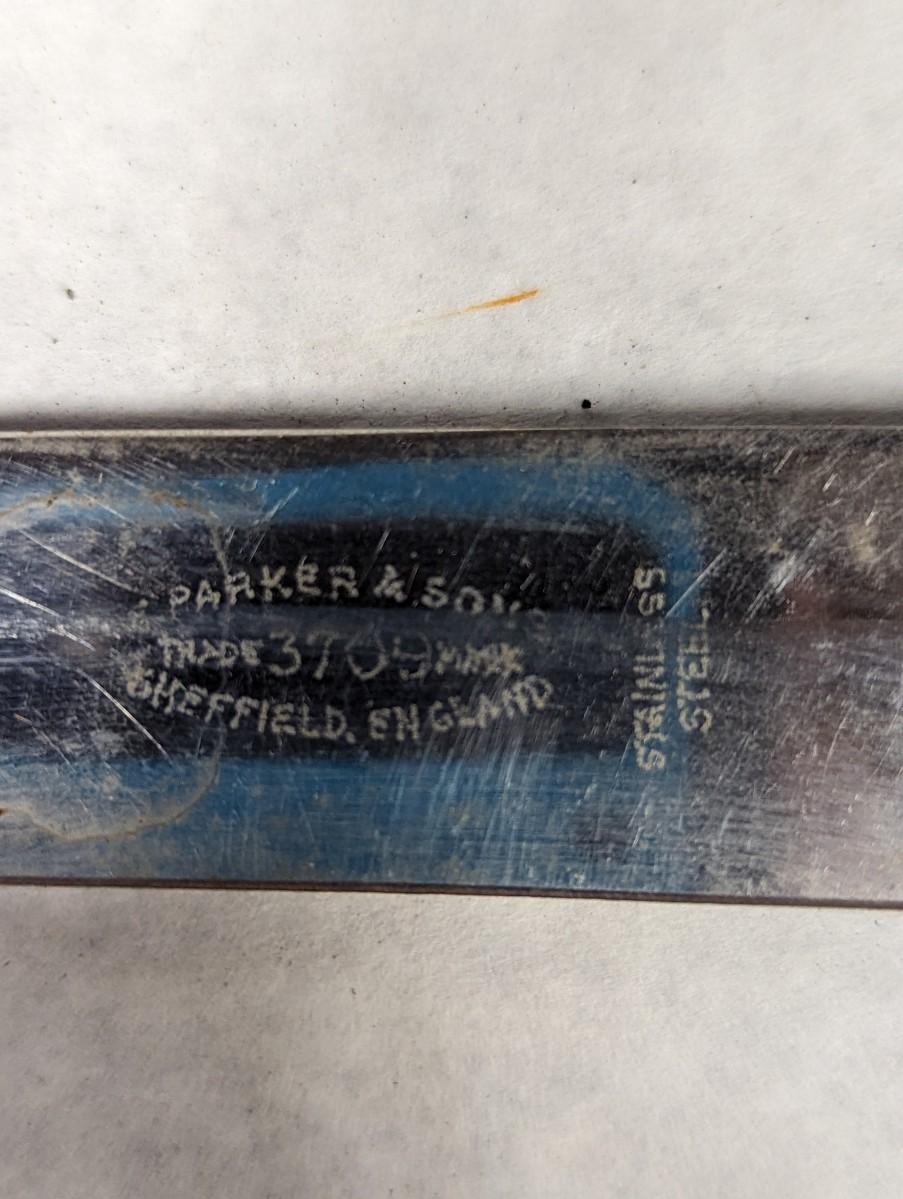 PARKER & SONS
TRADE 3709 MARK
SHEFFIELD. ENGLAND
STAINLESS
STEEL